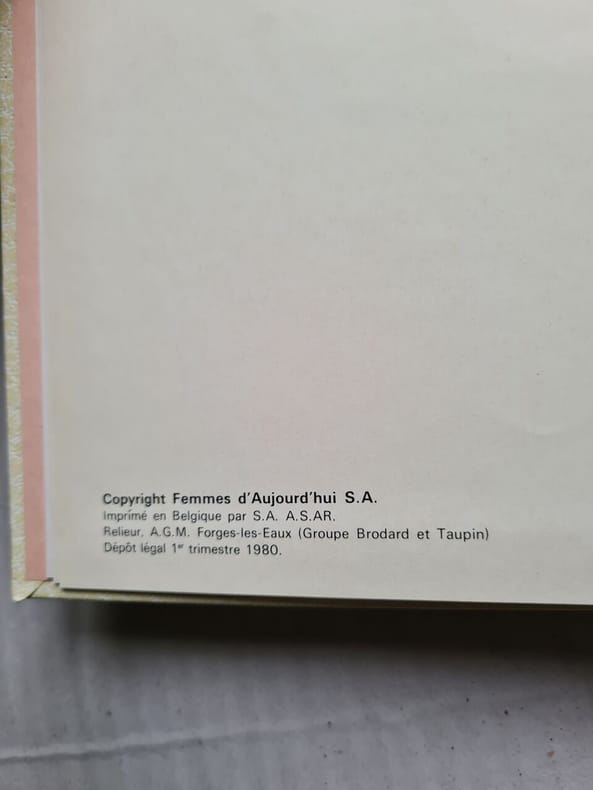 Copyright Femmes d'Aujourd'hui S.A.
Imprimé en Belgique par S.A. A.S.AR.
Relieur, A.G.M. Forges-les-Eaux (Groupe Brodard et Taupin)
Dépôt légal 1er trimestre 1980.